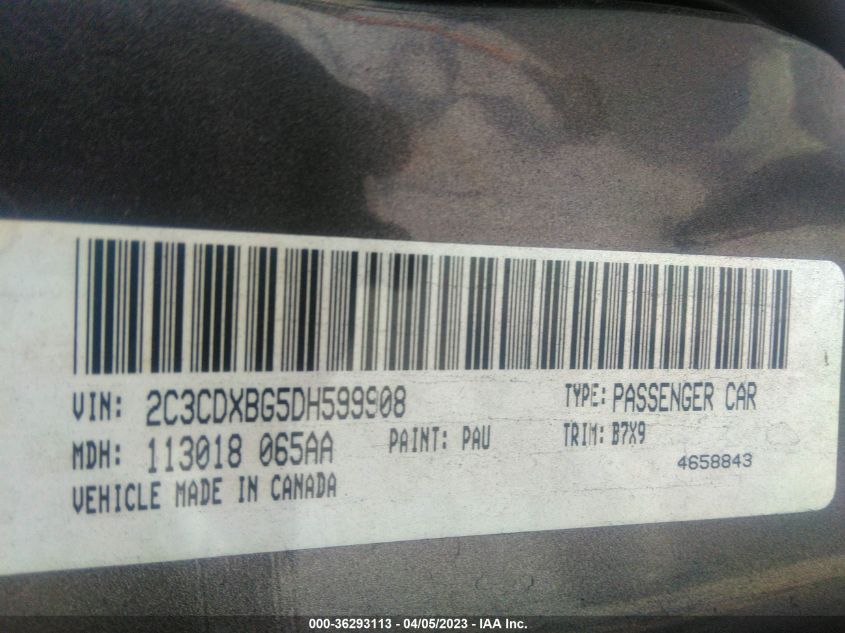 VIN: 2C3CDXBG5DH599908 TYPE: PASSENGER CAR
MDH: 113018 065AA PAINT: PAU TRIM: B7X9
4658843
VEHICLE MADE IN CANADA
000-36293113 - 04/05/2023 - IAA Inc.